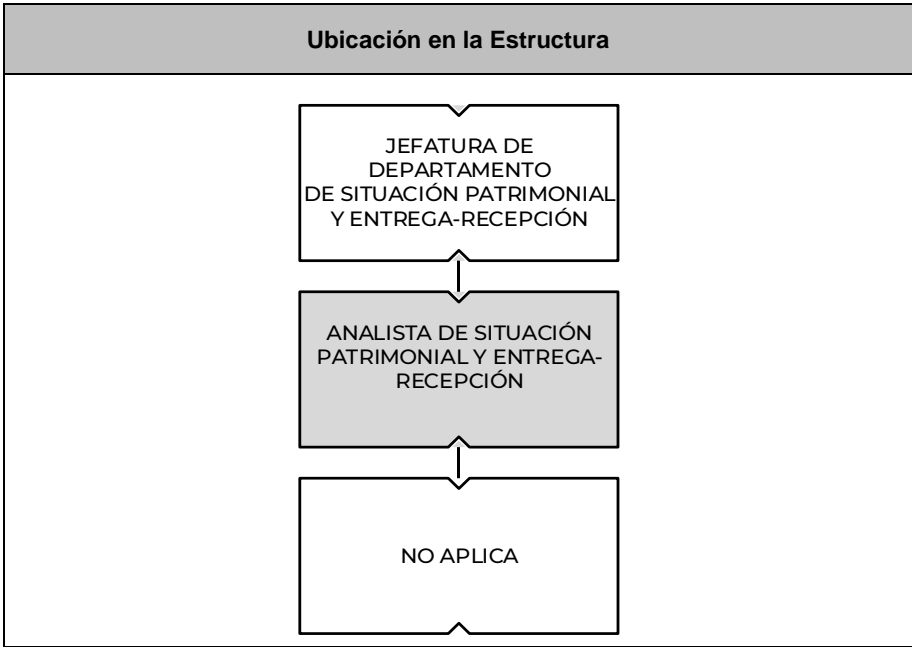 Ubicación en la Estructura
JEFATURA DE
DEPARTAMENTO
DE SITUACIÓN PATRIMONIAL
Y ENTREGA-RECEPCIÓN
ANALISTA DE SITUACIÓN
PATRIMONIAL Y ENTREGA-
RECEPCIÓN
NO APLICA